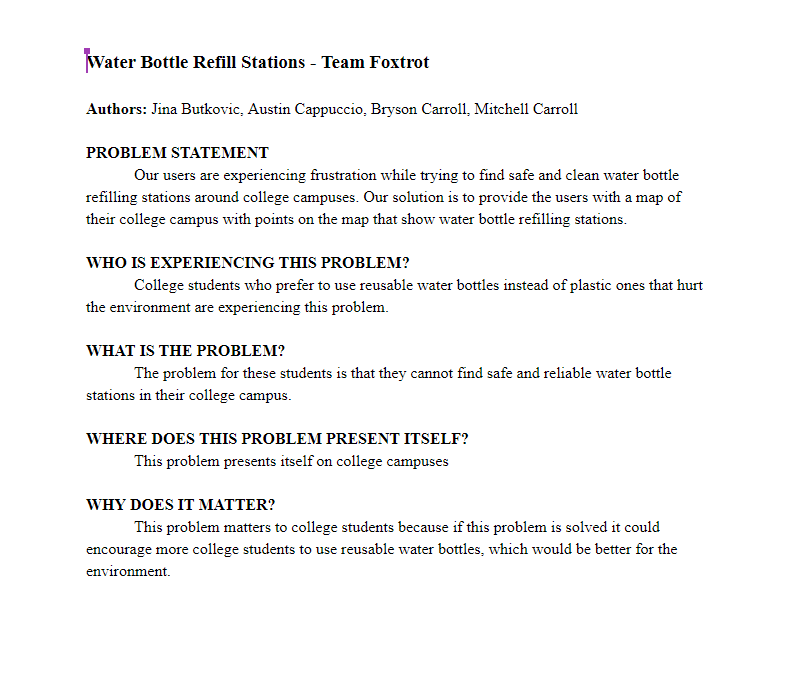 Water Bottle Refill Stations - Team Foxtrot
Authors: Jina Butkovic, Austin Cappuccio, Bryson Carroll, Mitchell Carroll
PROBLEM STATEMENT
Our users are experiencing frustration while trying to find safe and clean water bottle
refilling stations around college campuses. Our solution is to provide the users with a map of
their college campus with points on the map that show water bottle refilling stations.
WHO IS EXPERIENCING THIS PROBLEM?
College students who prefer to use reusable water bottles instead of plastic ones that hurt
the environment are experiencing this problem.
WHAT IS THE PROBLEM?
The problem for these students is that they cannot find safe and reliable water bottle
stations in their college campus.
WHERE DOES THIS PROBLEM PRESENT ITSELF?
This problem presents itself on college campuses
WHY DOES IT MATTER?
This problem matters to college students because if this problem is solved it could
encourage more college students to use reusable water bottles, which would be better for the
environment.